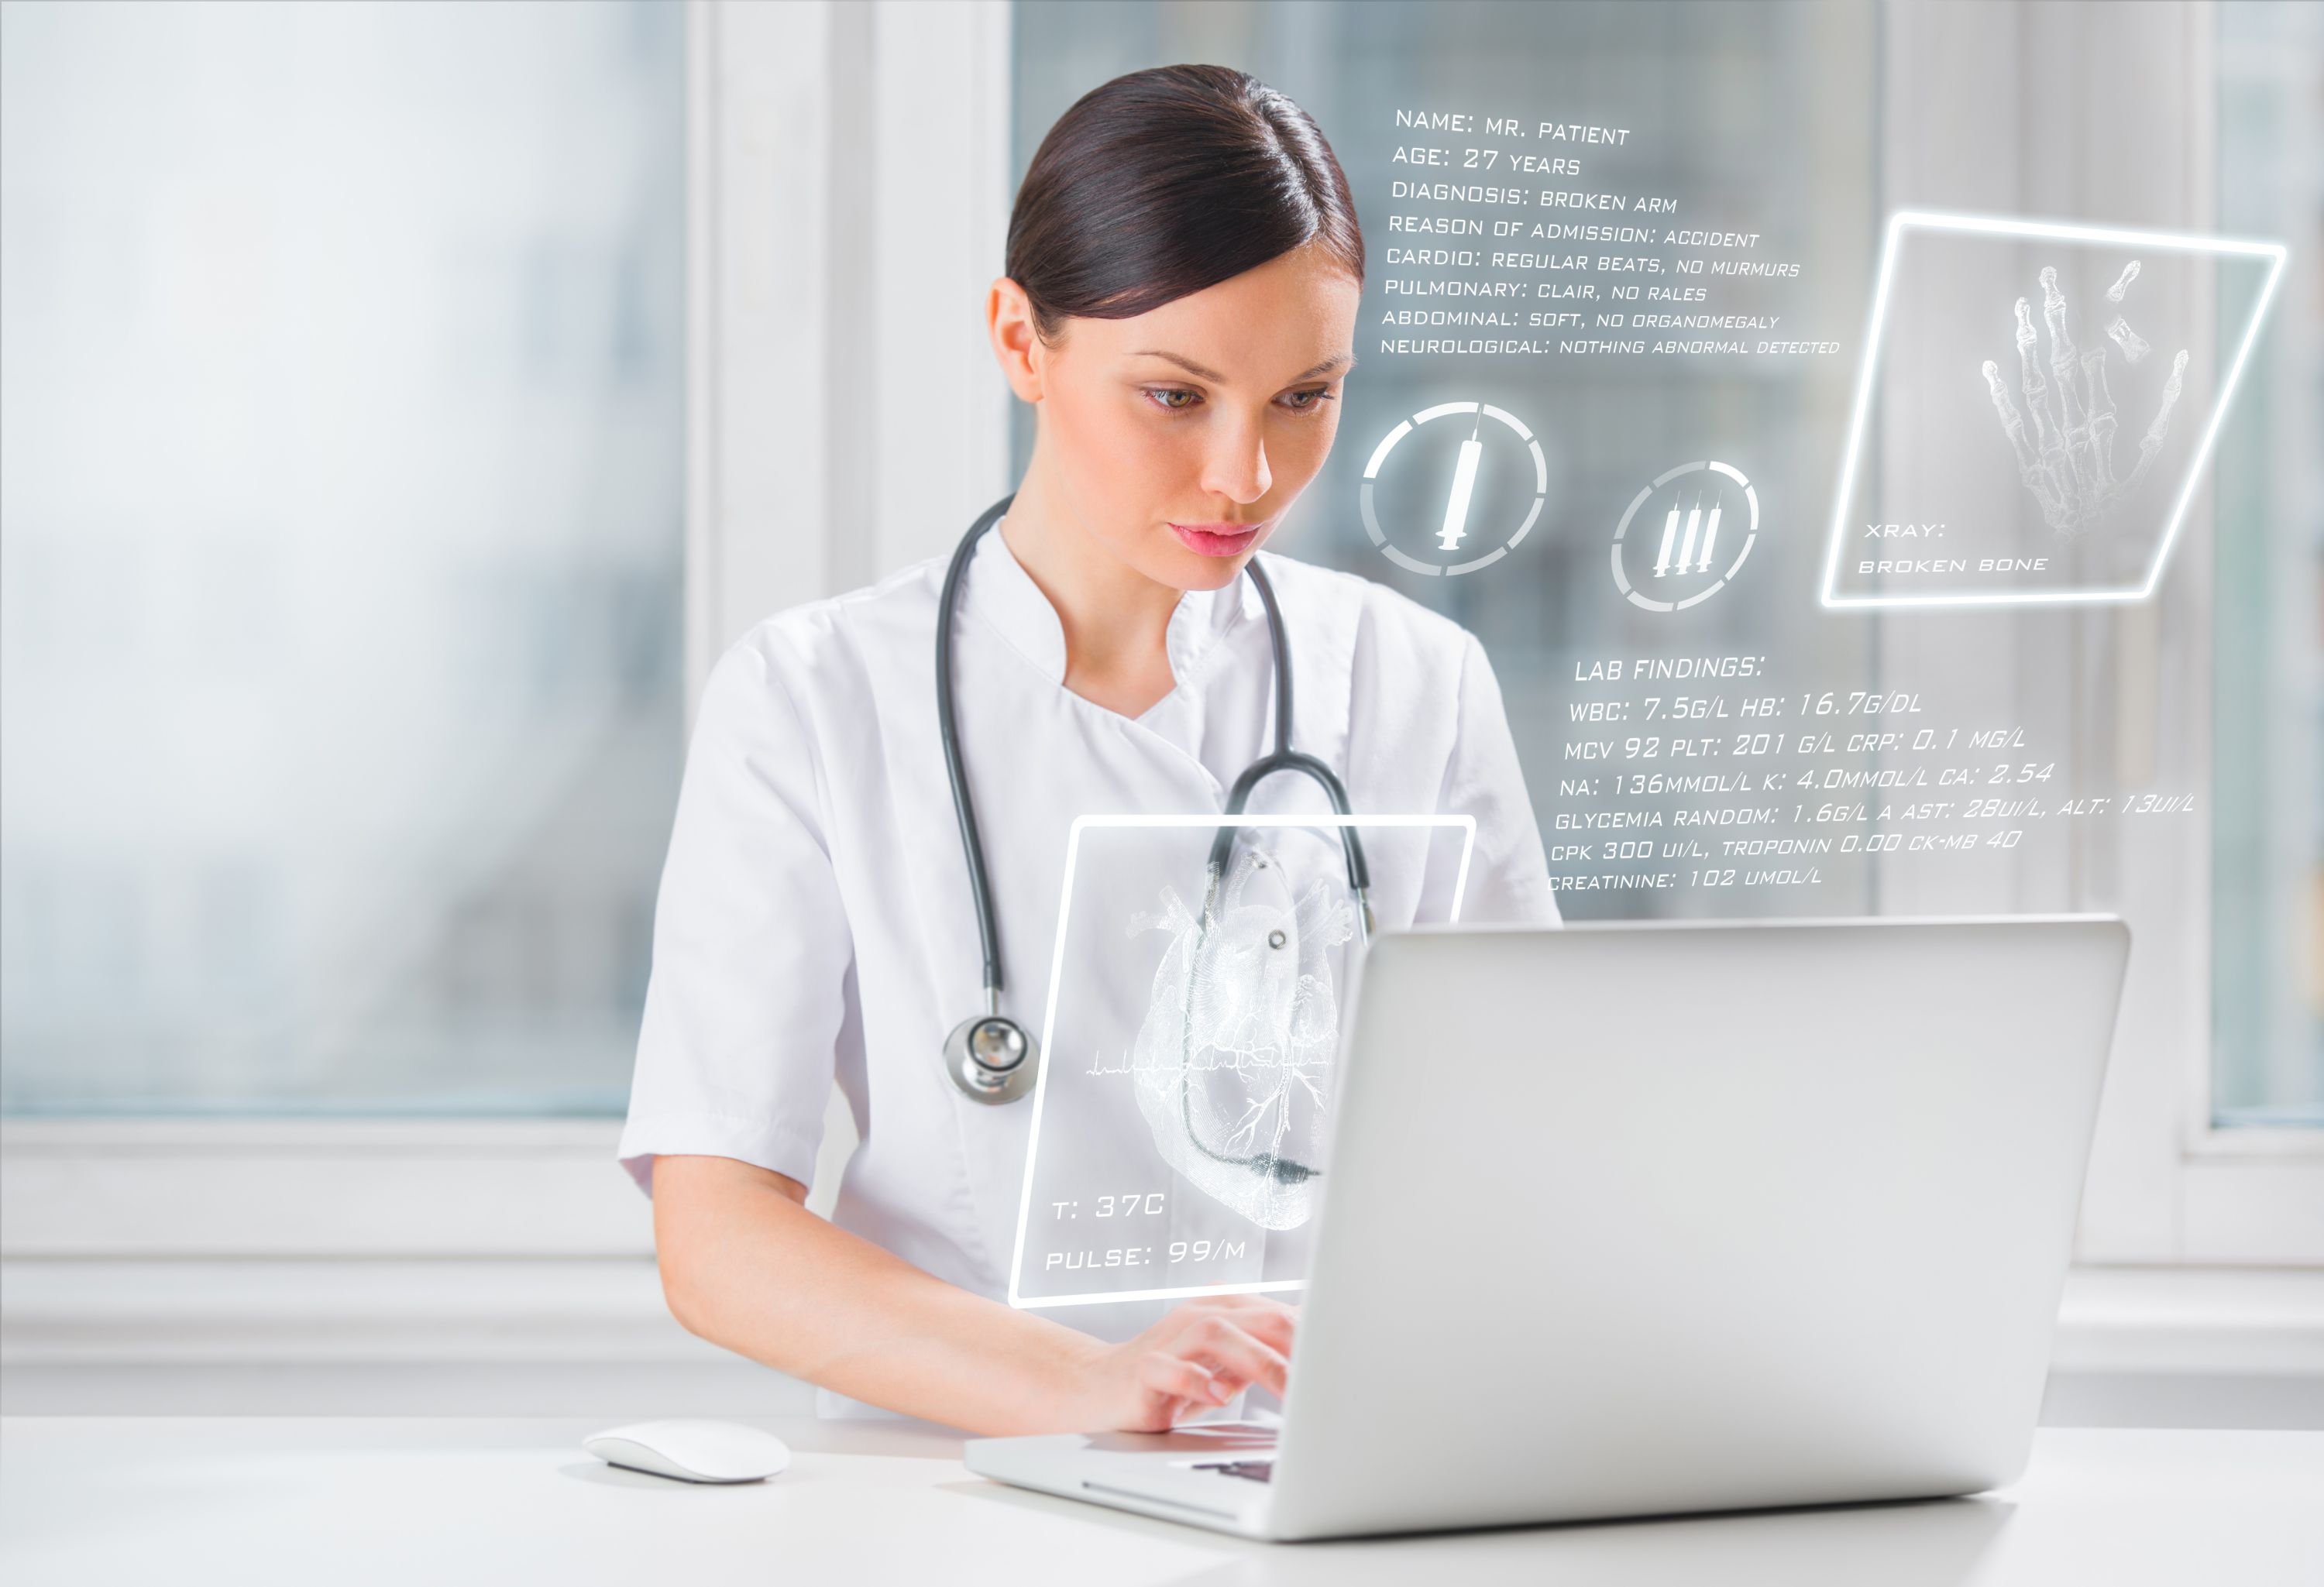 NAME: MR. PATIENT
AGE: 27 YEARS
DIAGNOSIS: BROKEN ARM
REASON OF ADMISSION: ACCIDENT
CARDIO: REGULAR BEATS, NO MURMURS
PULMONARY: CLAIR, NO RALES
ABDOMINAL: SOFT, NO ORGANOMEGALY
NEUROLOGICAL: NOTHING ABNORMAL DETECTED
XRAY:
BROKEN BONE
LAB FINDINGS:
WBC: 7.5G/L HB: 16.7G/DL
MCV 92 PLT: 201 G/L CRP: 0.1 MG/L
NA: 136MMOL/L K: 4.0MMOL/L CA: 2.54
GLYCEMIA RANDOM: 1.6G/L A AST: 28UI/L, ALT: 13UI/L
CPK 300 UI/L, TROPONIN 0.00 CK-MB 40
CREATININE: 102 UMOL/L
T: 37C
PULSE: 99/M